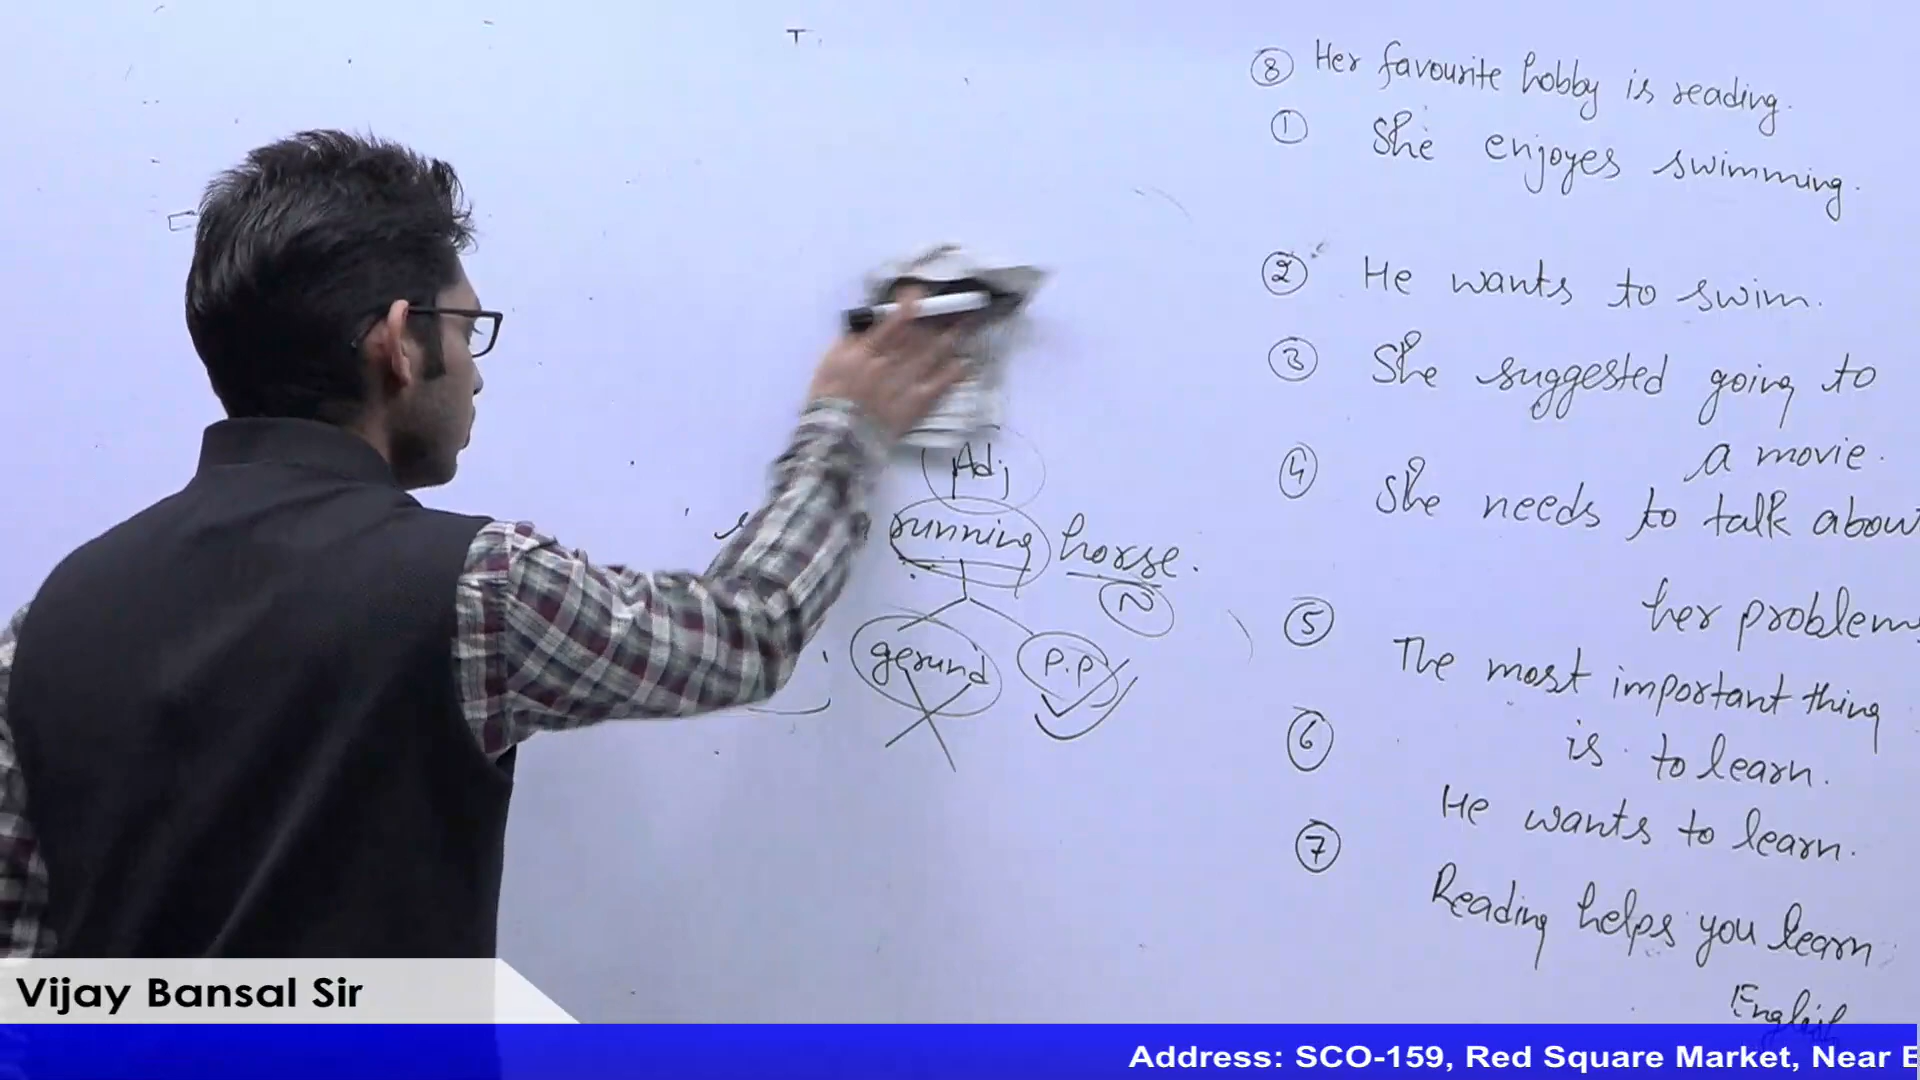 T
Adj
running horse.
N
gerund
P.P
8 Her favourite hobby is reading.
1 She enjoyes swimming.
2 He wants to swim.
3 She suggested going to
a movie.
4 She needs to talk about
her problems
5 The most important thing
is to learn.
6 He wants to learn.
7 Reading helps you learn
English
Vijay Bansal Sir
Address: SCO-159, Red Square Market, Near E